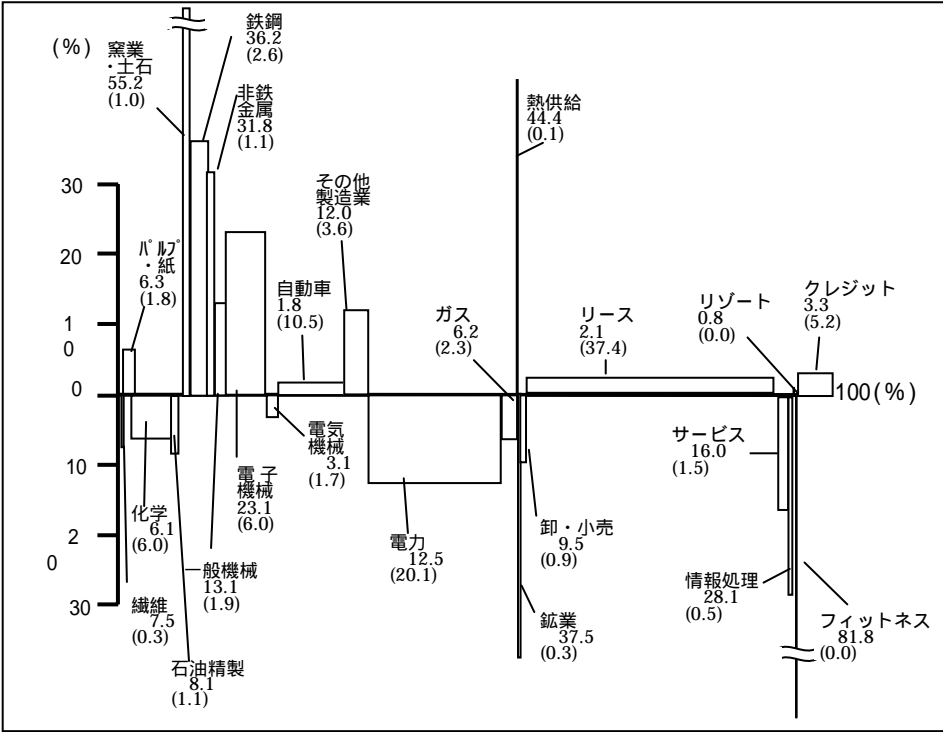 (%)
窯業
・土石
55.2
(1.0)
鉄鋼
36.2
(2.6)
非鉄
金属
31.8
(1.1)
熱供給
44.4
(0.1)
30
20
1
0
0
10
2
0
30
パルプ
・紙
6.3
(1.8)
自動車
1.8
(10.5)
その他
製造業
12.0
(3.6)
ガス
6.2
(2.3)
リース
2.1
(37.4)
リゾート
0.8
(0.0)
クレジット
3.3
(5.2)
100(%)
化学
6.1
(6.0)
繊維
7.5
(0.3)
石油精製
8.1
(1.1)
一般機械
13.1
(1.9)
電子
機械
23.1
(6.0)
電気
機械
3.1
(1.7)
電力
12.5
(20.1)
卸・小売
9.5
(0.9)
鉱業
37.5
(0.3)
サービス
16.0
(1.5)
情報処理
28.1
(0.5)
フィットネス
81.8
(0.0)